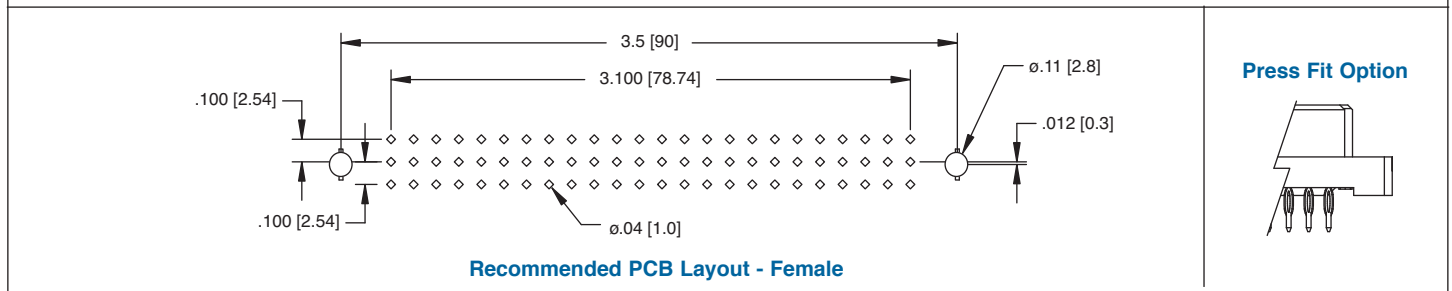 3.5 [90]
3.100 [78.74]
ø.11 [2.8]
Press Fit Option
.100 [2.54]
.012 [0.3]
.100 [2.54]
ø.04 [1.0]
Recommended PCB Layout - Female